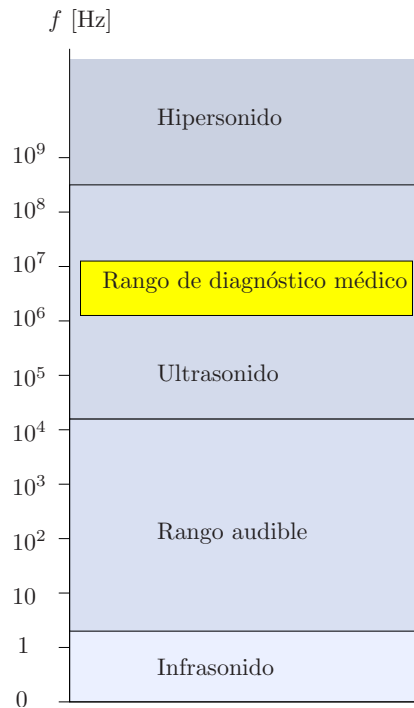 f [Hz]
Hipersonido
10⁹
10⁸
10⁷
Rango de diagnóstico médico
10⁶
Ultrasonido
10⁵
10⁴
10³
Rango audible
10²
10
1
Infrasonido
0